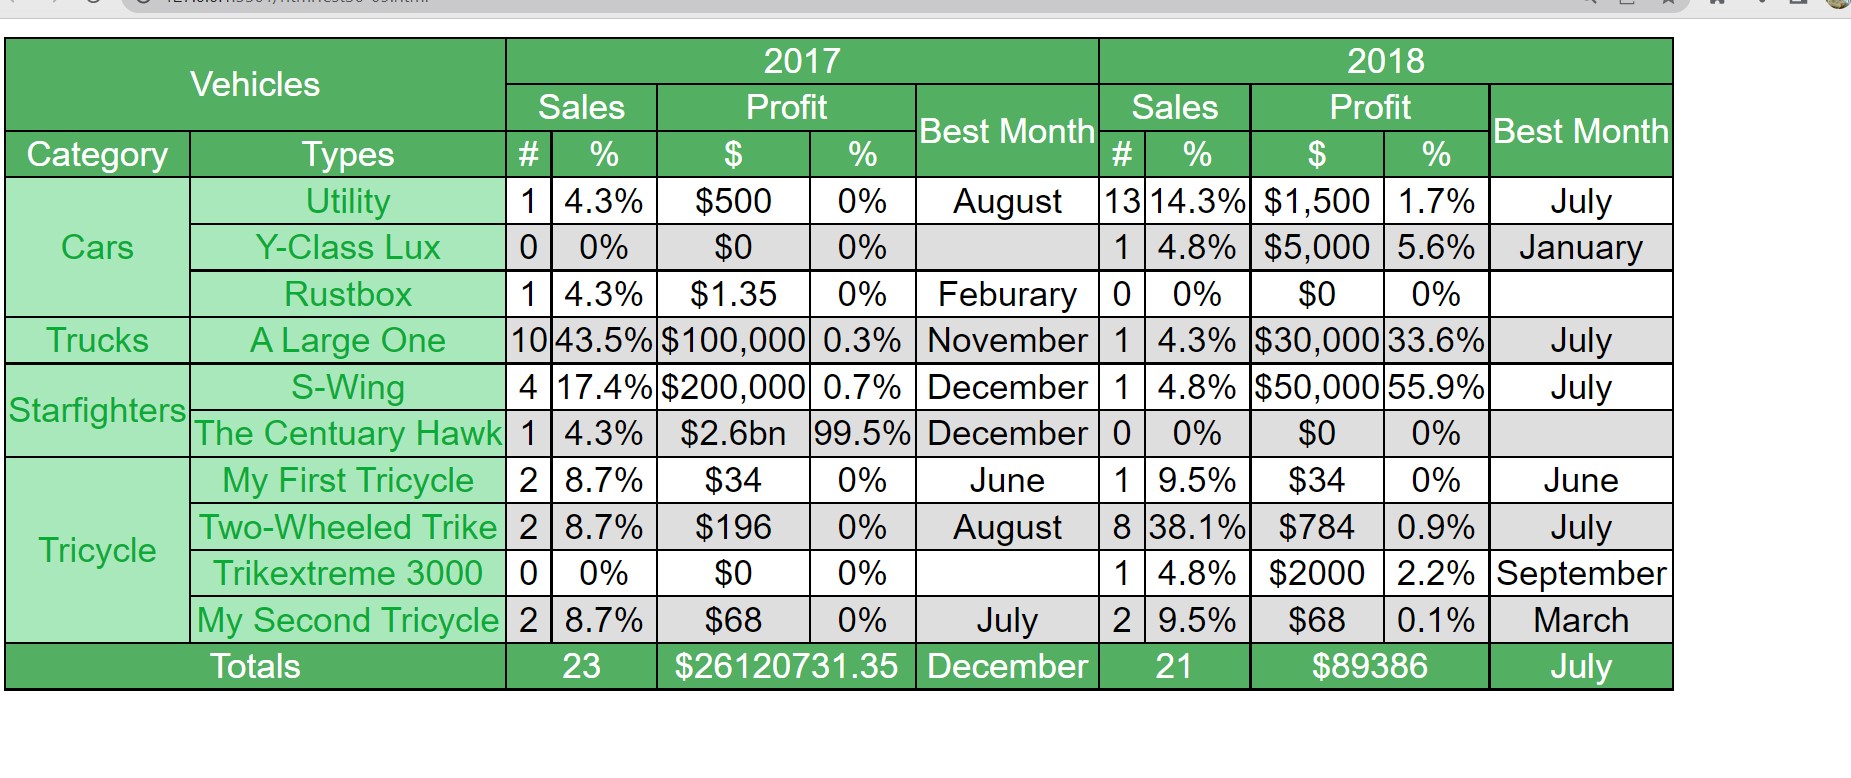 Vehicles 2017 2018
Sales Profit Best Month Sales Profit Best Month
Category Types # % $ % # % $ %
Cars Utility 1 4.3% $500 0% August 13 14.3% $1,500 1.7% July
Y-Class Lux 0 0% $0 0% 1 4.8% $5,000 5.6% January
Rustbox 1 4.3% $1.35 0% Feburary 0 0% $0 0%
Trucks A Large One 10 43.5% $100,000 0.3% November 1 4.3% $30,000 33.6% July
Starfighters S-Wing 4 17.4% $200,000 0.7% December 1 4.8% $50,000 55.9% July
The Centuary Hawk 1 4.3% $2.6bn 99.5% December 0 0% $0 0%
Tricycle My First Tricycle 2 8.7% $34 0% June 1 9.5% $34 0% June
Two-Wheeled Trike 2 8.7% $196 0% August 8 38.1% $784 0.9% July
Trikextreme 3000 0 0% $0 0% 1 4.8% $2000 2.2% September
My Second Tricycle 2 8.7% $68 0% July 2 9.5% $68 0.1% March
Totals 23 $26120731.35 December 21 $89386 July